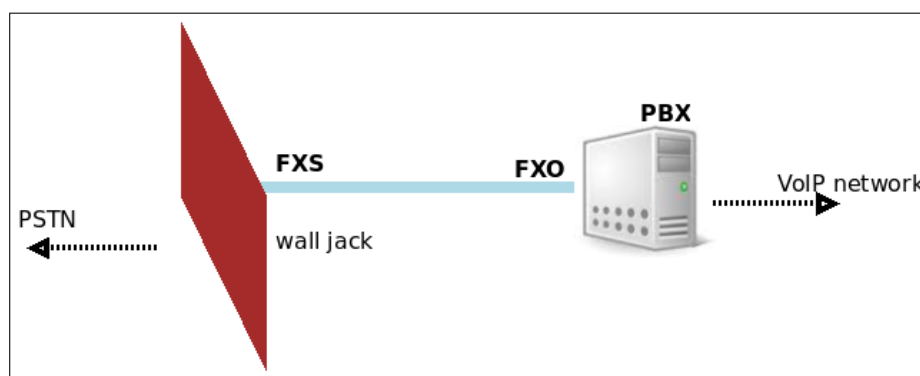 PBX
FXS
FXO
VoIP network
PSTN
wall jack